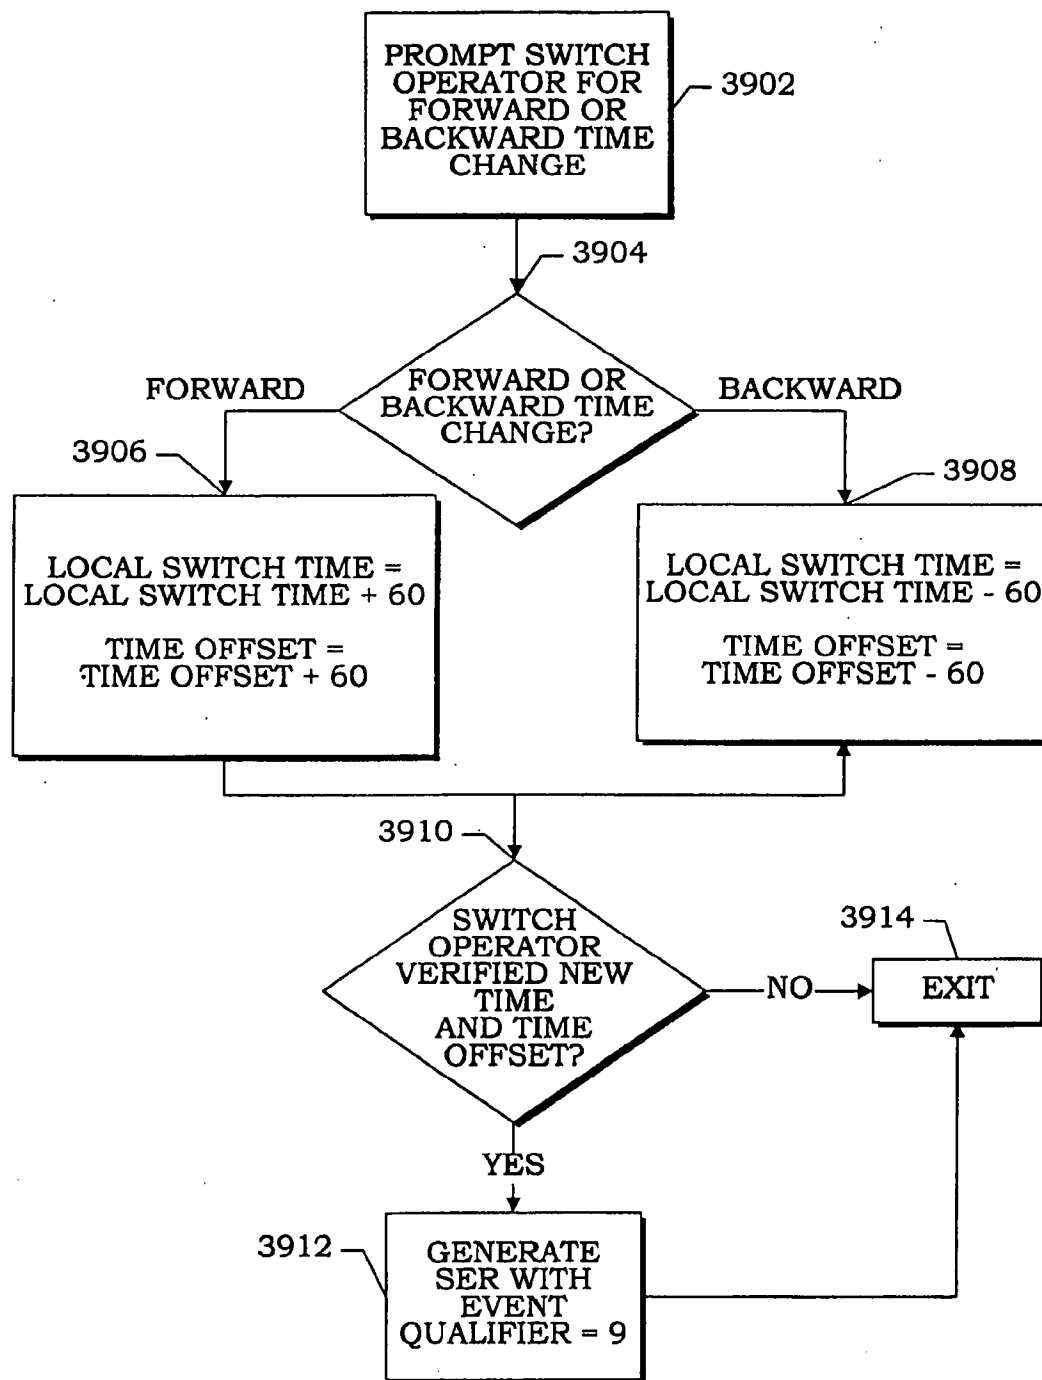 PROMPT SWITCH
OPERATOR FOR
FORWARD OR
BACKWARD TIME
CHANGE
3902
3904
FORWARD OR
BACKWARD TIME
CHANGE?
FORWARD
BACKWARD
3906
LOCAL SWITCH TIME =
LOCAL SWITCH TIME + 60
TIME OFFSET =
TIME OFFSET + 60
3908
LOCAL SWITCH TIME =
LOCAL SWITCH TIME - 60
TIME OFFSET =
TIME OFFSET - 60
3910
SWITCH
OPERATOR
VERIFIED NEW
TIME
AND TIME
OFFSET?
NO
3914
EXIT
YES
3912
GENERATE
SER WITH
EVENT
QUALIFIER = 9